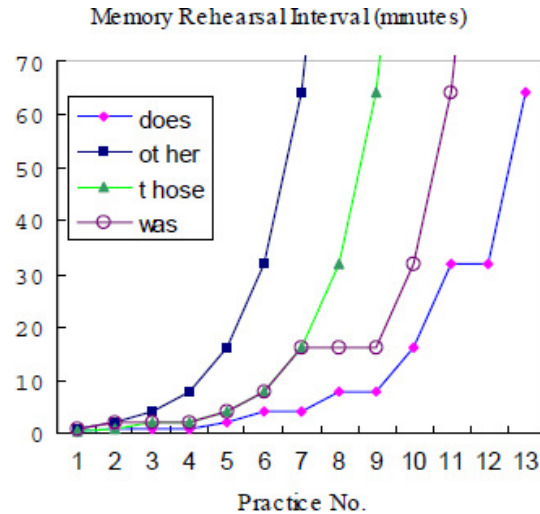 Memory Rehearsal Interval (minutes)
70
60
50
40
30
20
10
0
does
ot her
t hose
was
1 2 3 4 5 6 7 8 9 10 11 12 13
Practice No.